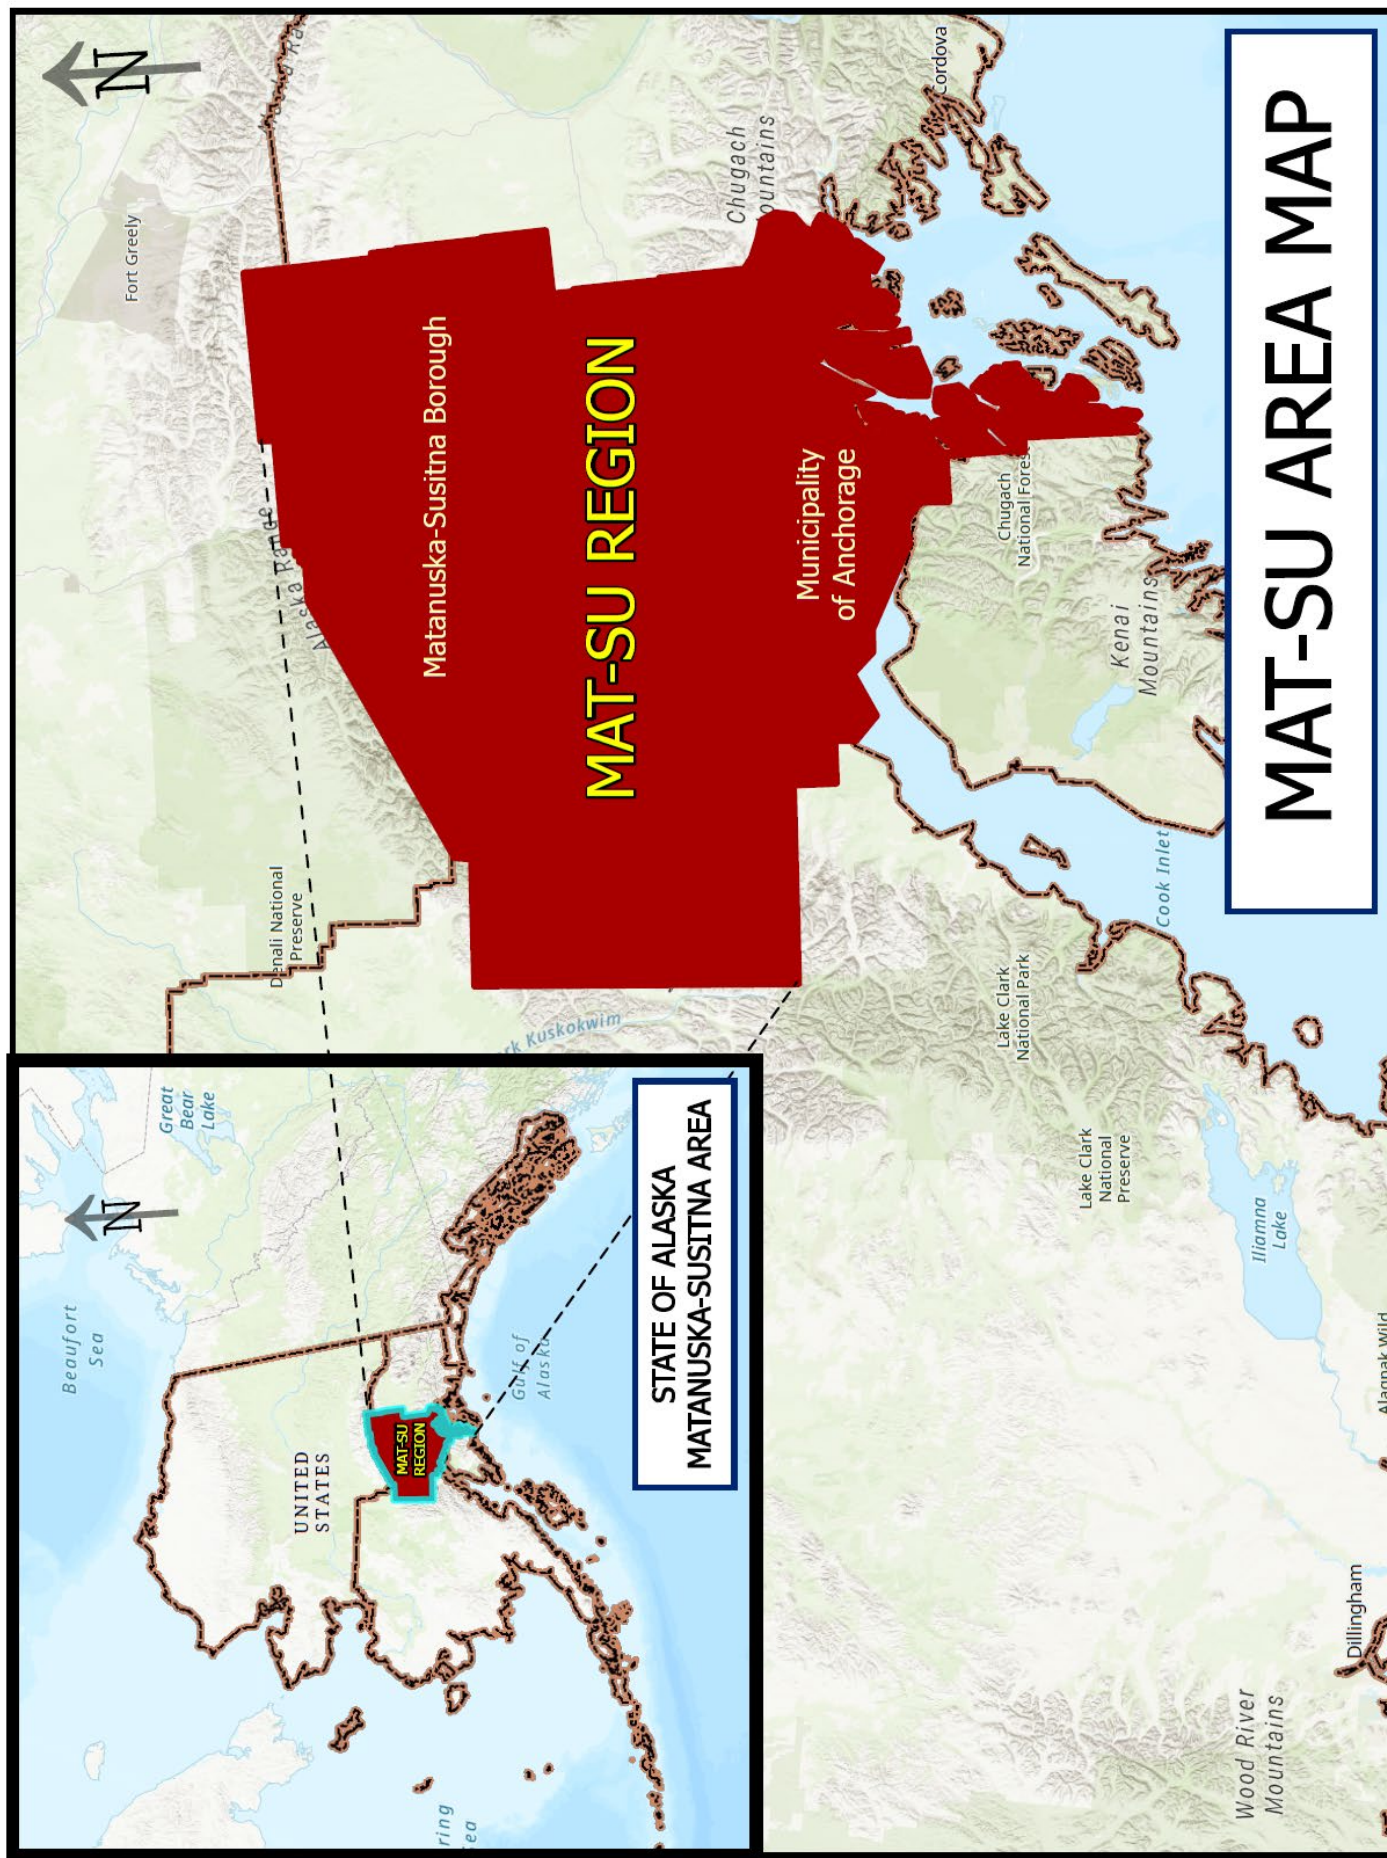 N
Beaufort
Sea
Great
Bear
Lake
UNITED
STATES
MAT-SU
REGION
Gulf of
Alaska
STATE OF ALASKA
MATANUSKA-SUSITNA AREA
N
Fort Greely
Denali National
Preserve
Alaska Range
Matanuska-Susitna Borough
MAT-SU REGION
Municipality
of Anchorage
Chugach
ountains
Cordova
Kuskokwim
Chugach
National Forest
Kenai
Mountains
Cook Inlet
Lake Clark
National Park
Lake Clark
National
Preserve
Iliamna
Lake
Alagnak Wild
Dillingham
Wood River
Mountains
MAT-SU AREA MAP